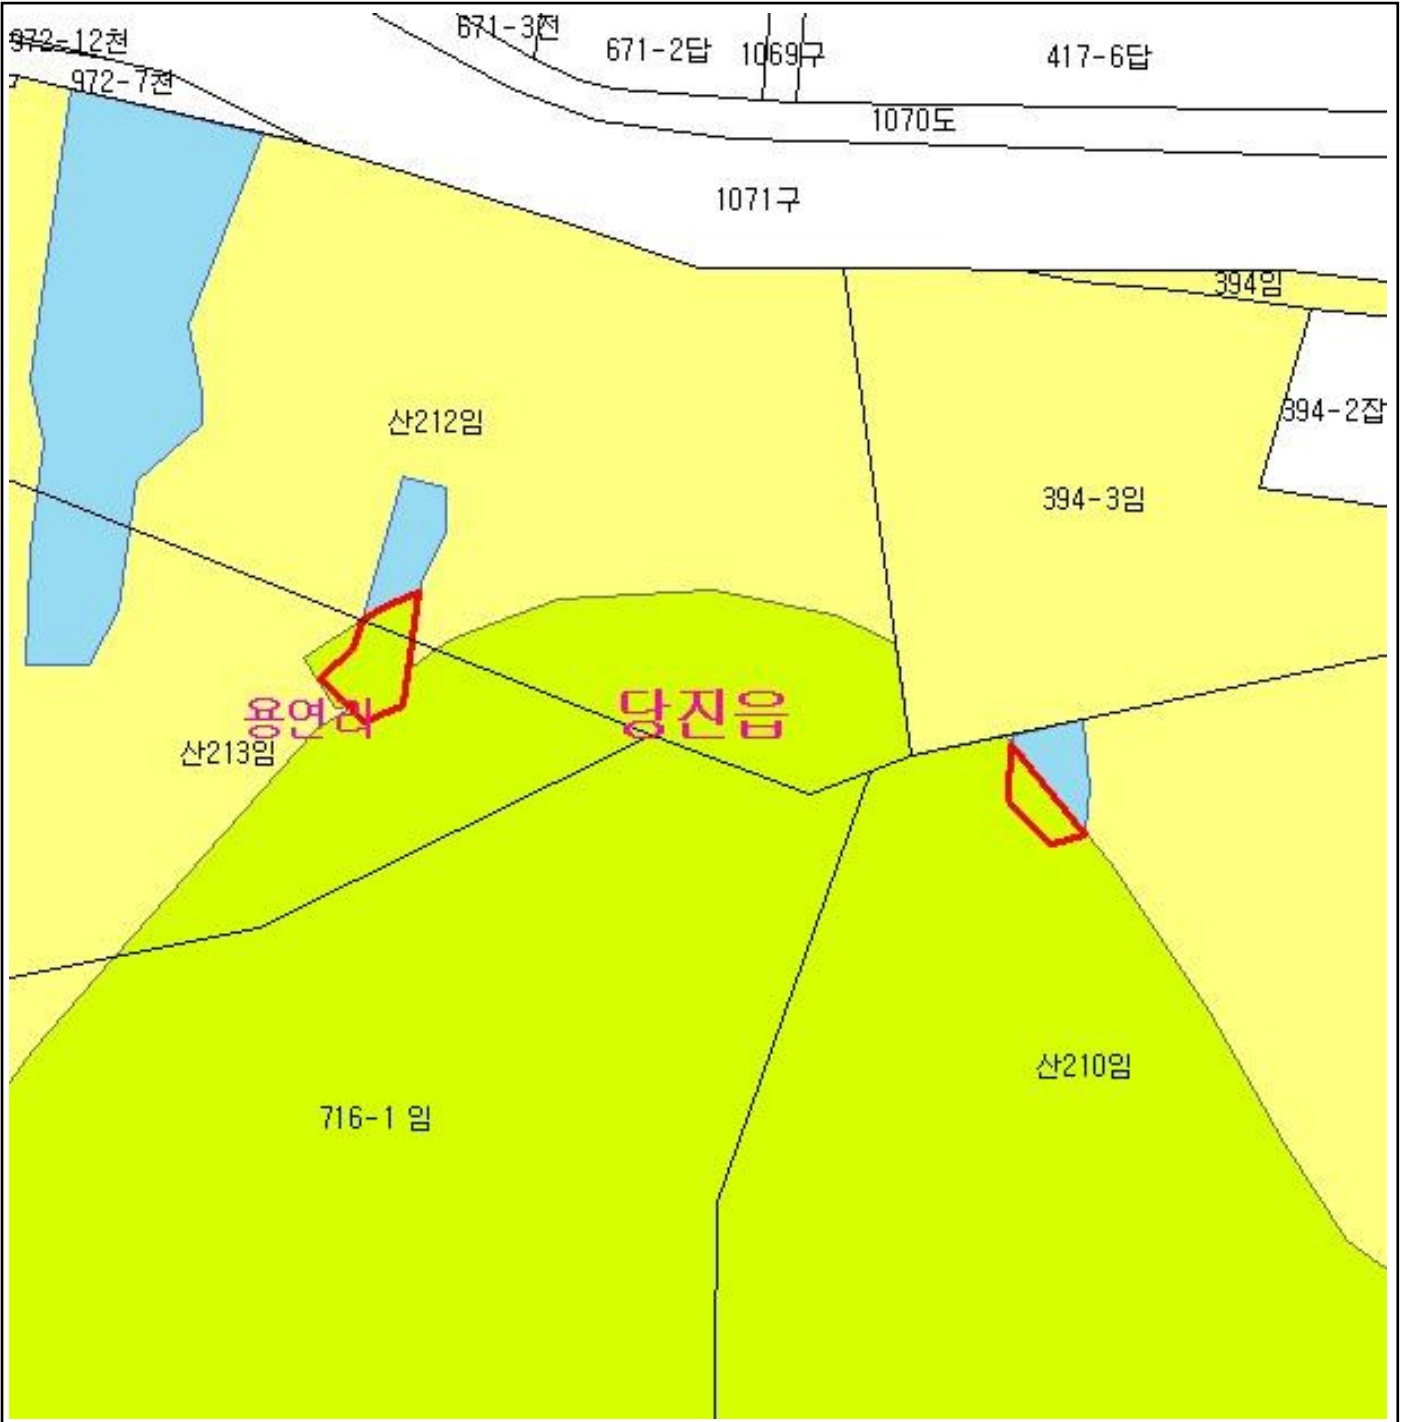 671-3전
972-12천
671-2답
1069구
417-6답
972-7천
1070도
1071구
394임
394-2잡
산212임
394-3임
용연리
당진읍
산213임
산210임
716-1 임